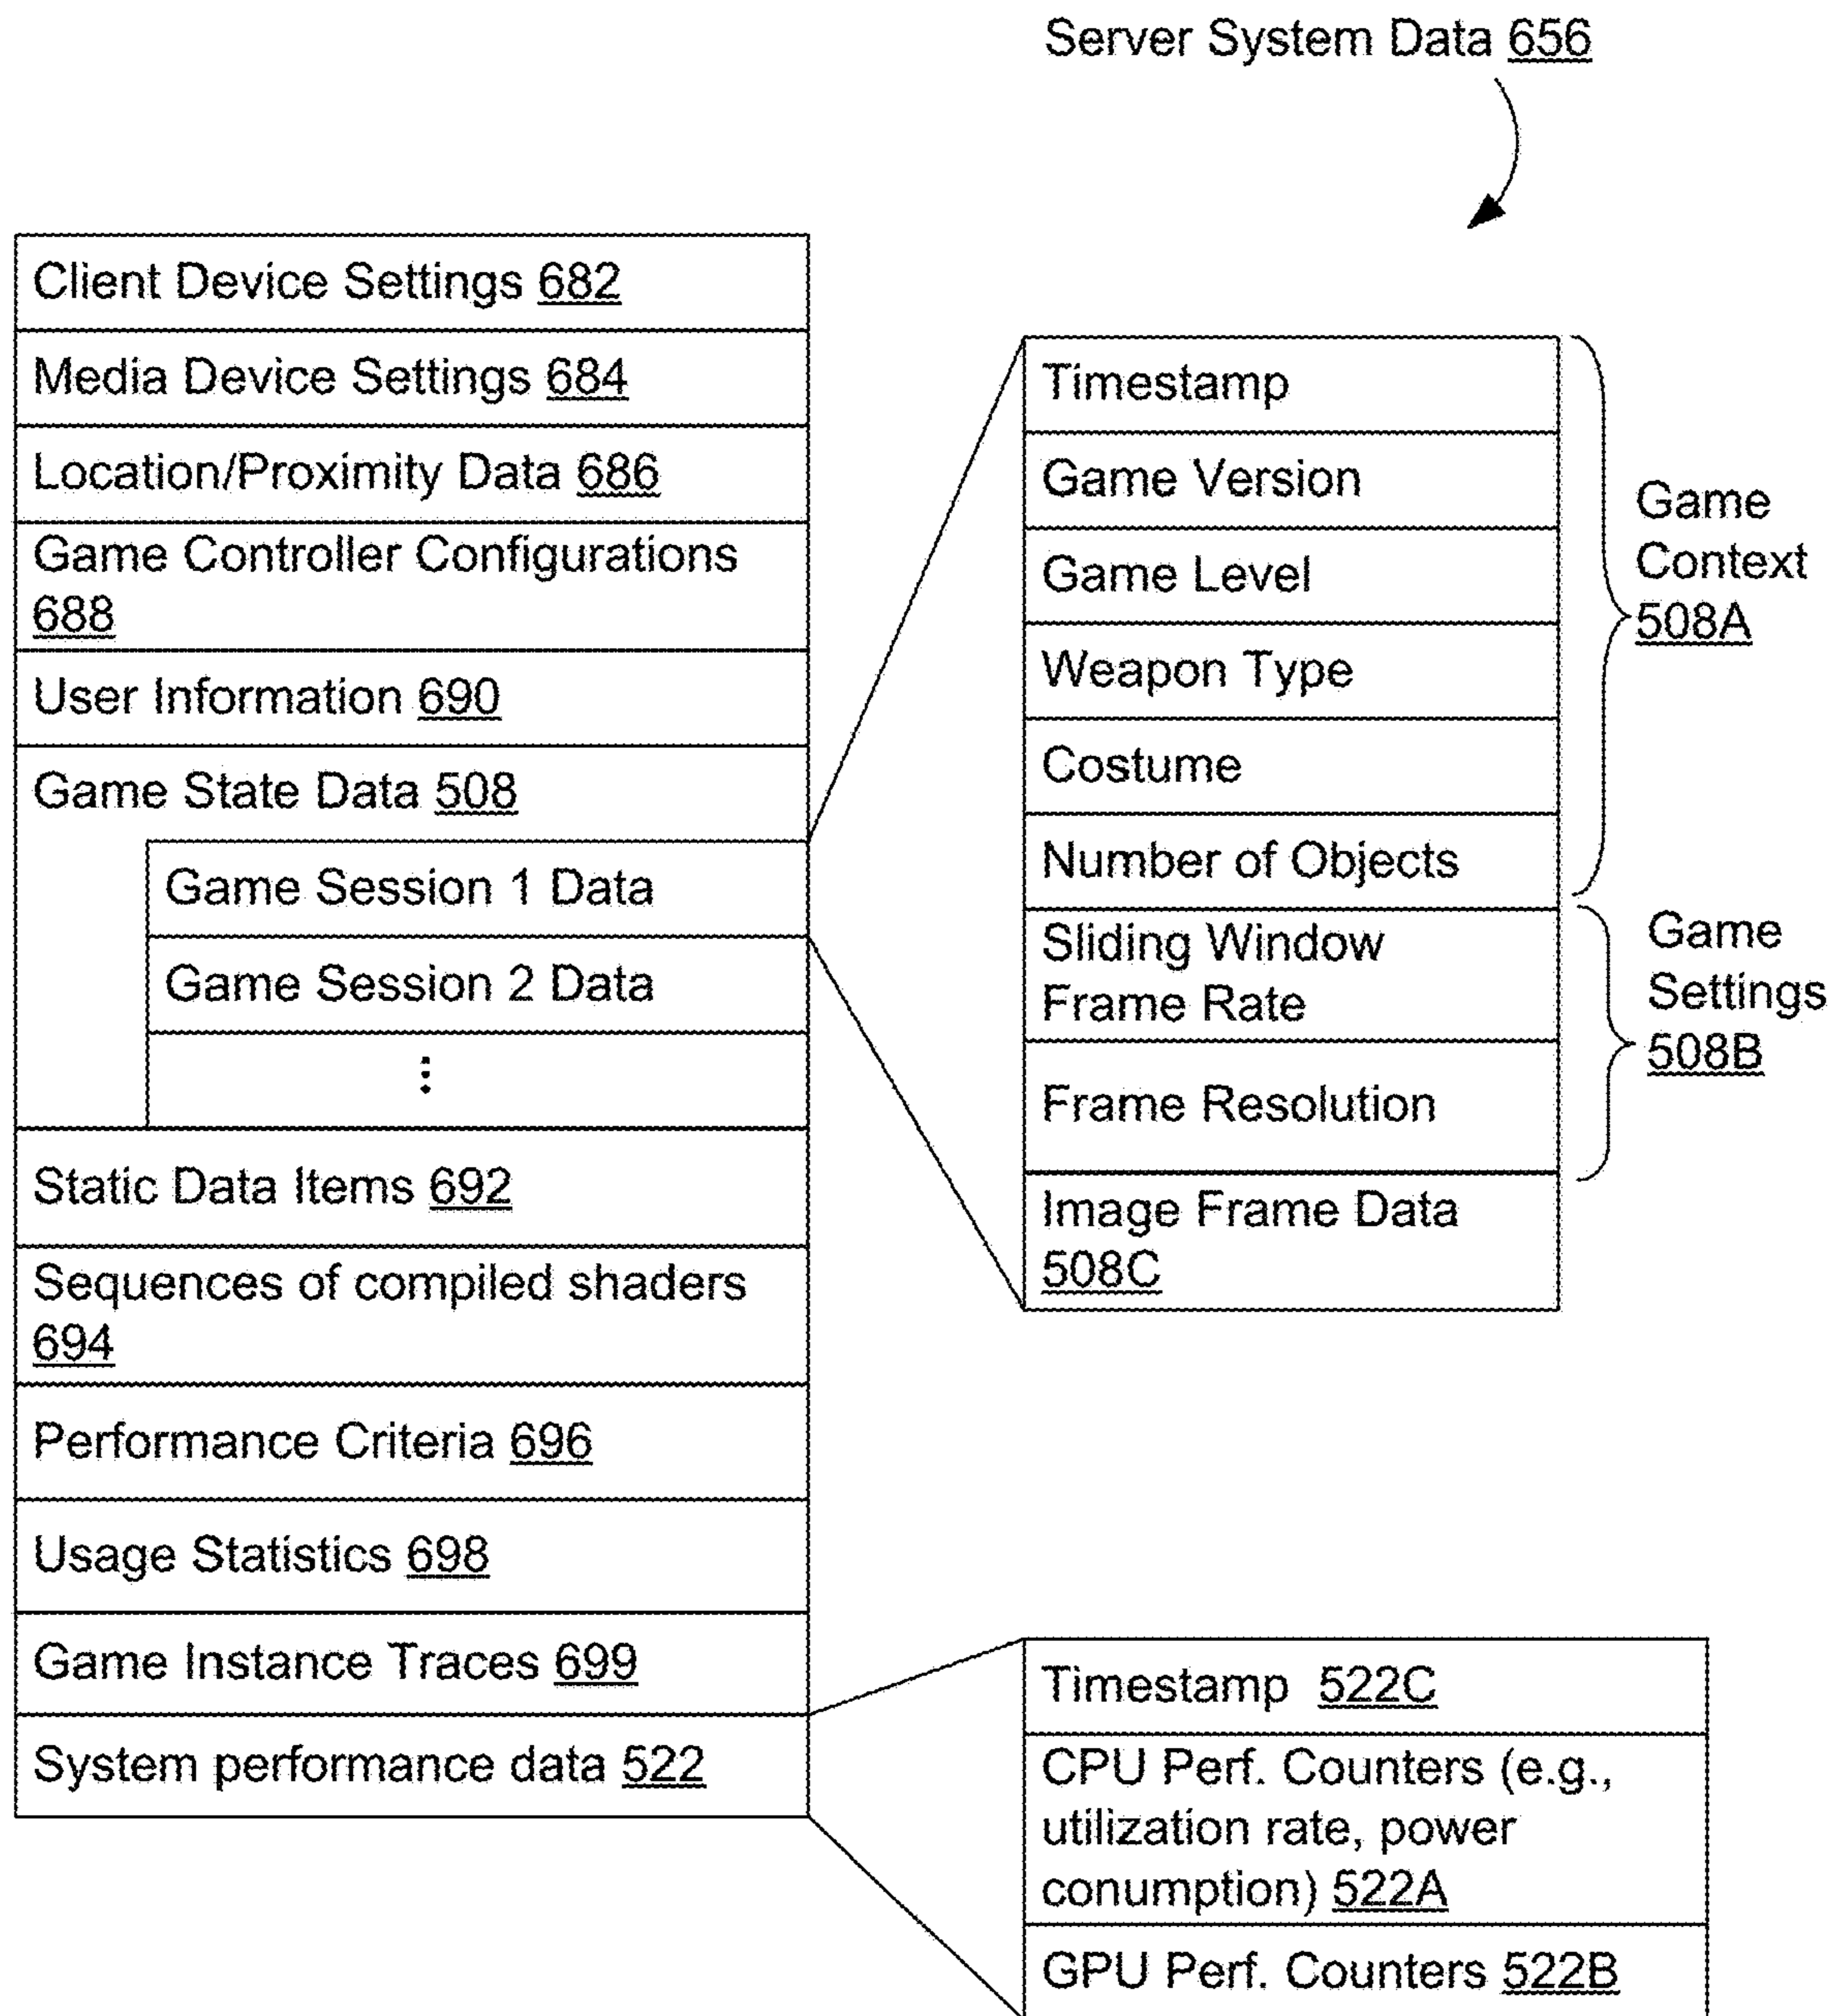 Server System Data 656
Client Device Settings 682
Media Device Settings 684
Location/Proximity Data 686
Game Controller Configurations
688
User Information 690
Game State Data 508
Game Session 1 Data
Game Session 2 Data
⋮
Static Data Items 692
Sequences of compiled shaders
694
Performance Criteria 696
Usage Statistics 698
Game Instance Traces 699
System performance data 522
Timestamp
Game Version
Game Level
Weapon Type
Costume
Number of Objects
Sliding Window
Frame Rate
Frame Resolution
Image Frame Data
508C
Game
Context
508A
Game
Settings
508B
Timestamp 522C
CPU Perf. Counters (e.g.,
utilization rate, power
conumption) 522A
GPU Perf. Counters 522B